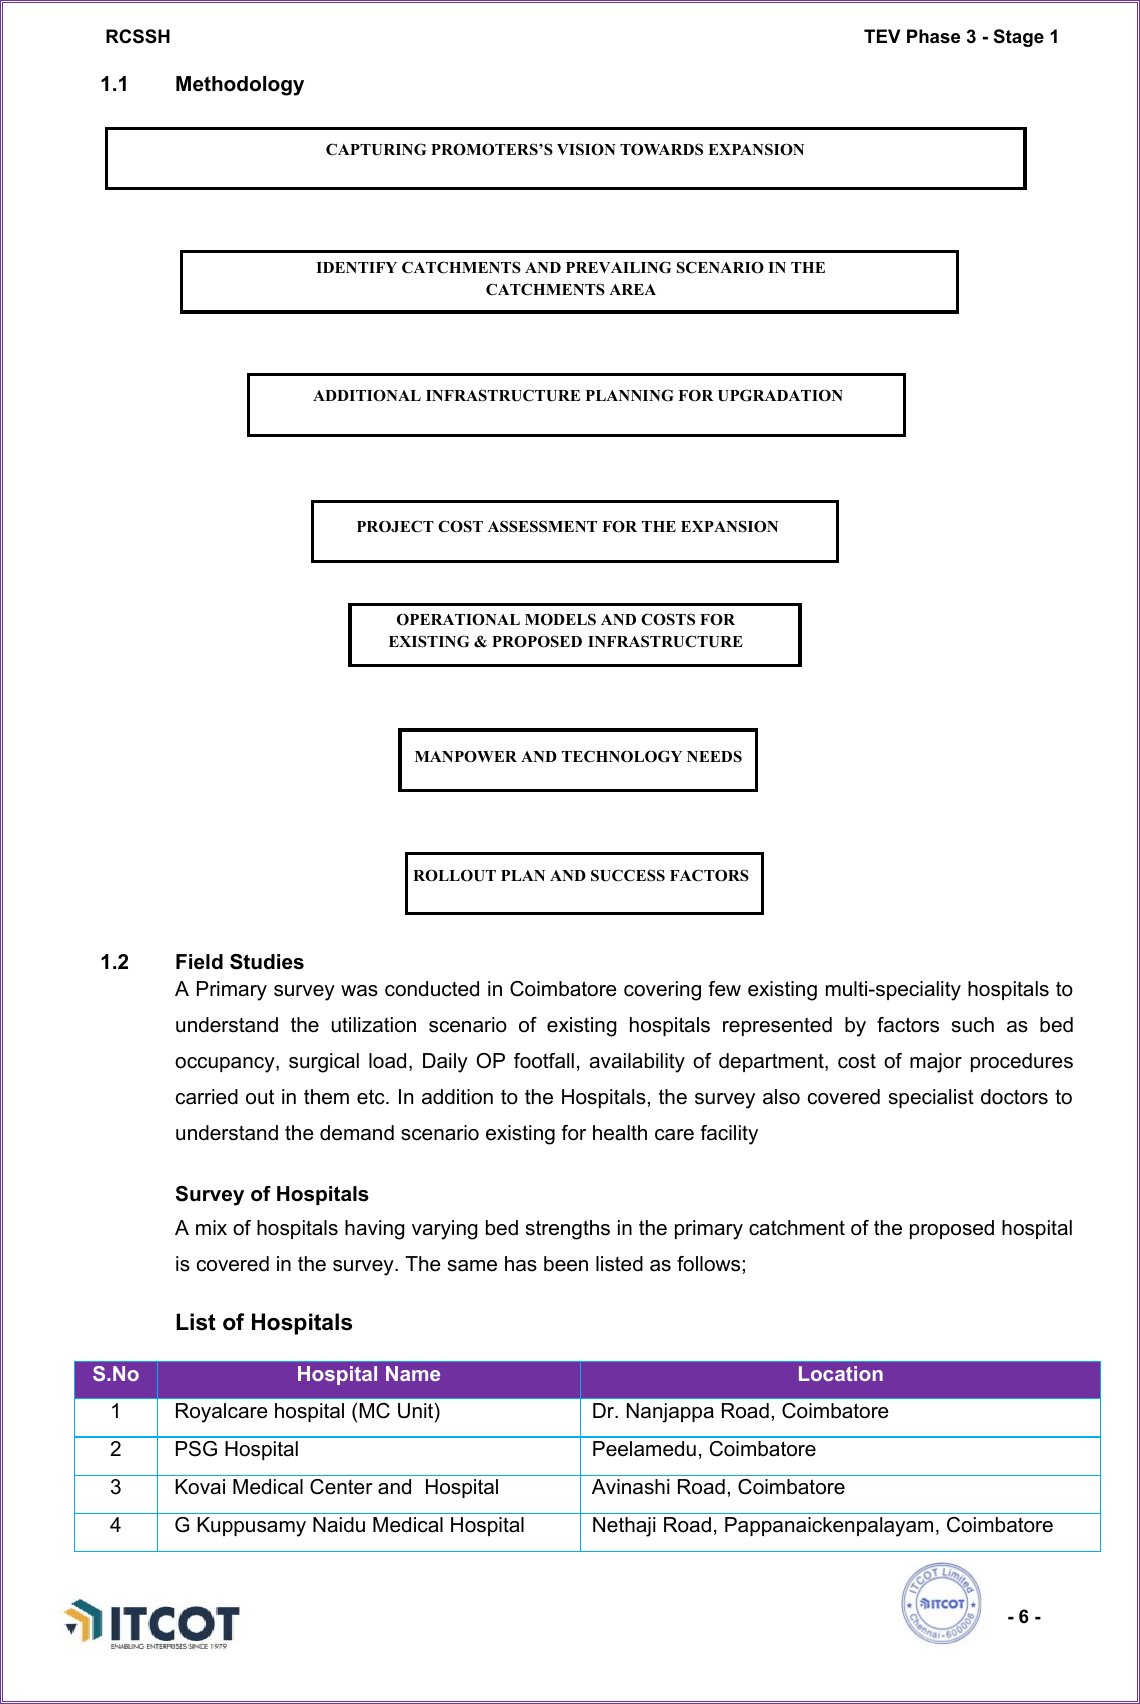 RCSSH TEV Phase 3 - Stage 1
1.1 Methodology
CAPTURING PROMOTERS’S VISION TOWARDS EXPANSION
IDENTIFY CATCHMENTS AND PREVAILING SCENARIO IN THE
CATCHMENTS AREA
ADDITIONAL INFRASTRUCTURE PLANNING FOR UPGRADATION
PROJECT COST ASSESSMENT FOR THE EXPANSION
OPERATIONAL MODELS AND COSTS FOR
EXISTING & PROPOSED INFRASTRUCTURE
MANPOWER AND TECHNOLOGY NEEDS
ROLLOUT PLAN AND SUCCESS FACTORS
1.2 Field Studies
A Primary survey was conducted in Coimbatore covering few existing multi-speciality hospitals to
understand the utilization scenario of existing hospitals represented by factors such as bed
occupancy, surgical load, Daily OP footfall, availability of department, cost of major procedures
carried out in them etc. In addition to the Hospitals, the survey also covered specialist doctors to
understand the demand scenario existing for health care facility
Survey of Hospitals
A mix of hospitals having varying bed strengths in the primary catchment of the proposed hospital
is covered in the survey. The same has been listed as follows;
List of Hospitals
S.No Hospital Name Location
1 Royalcare hospital (MC Unit) Dr. Nanjappa Road, Coimbatore
2 PSG Hospital Peelamedu, Coimbatore
3 Kovai Medical Center and Hospital Avinashi Road, Coimbatore
4 G Kuppusamy Naidu Medical Hospital Nethaji Road, Pappanaickenpalayam, Coimbatore
ITCOT
ENABLING ENTERPRISES SINCE 1979
ITCOT Limited
ITCOT
Chennai - 600006
- 6 -